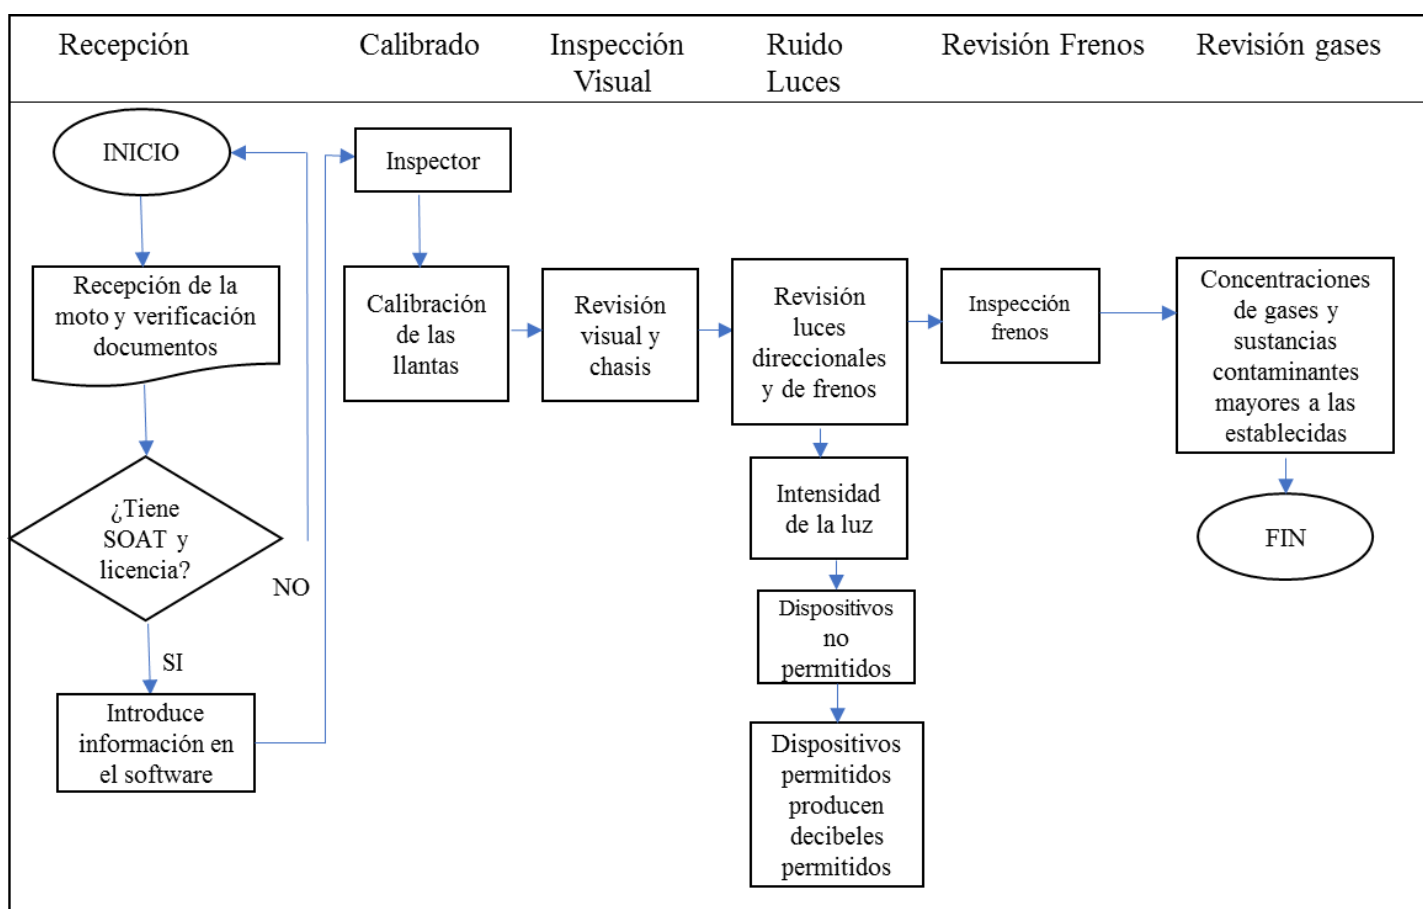 Recepción
Calibrado
Inspección
Visual
Ruido
Luces
Revisión Frenos
Revisión gases
INICIO
Recepción de la
moto y verificación
documentos
¿Tiene
SOAT y
licencia?
NO
SI
Introduce
información en
el software
Inspector
Calibración
de las
llantas
Revisión
visual y
chasis
Revisión
luces
direccionales
y de frenos
Intensidad
de la luz
Dispositivos
no
permitidos
Dispositivos
permitidos
producen
decibeles
permitidos
Inspección
frenos
Concentraciones
de gases y
sustancias
contaminantes
mayores a las
establecidas
FIN